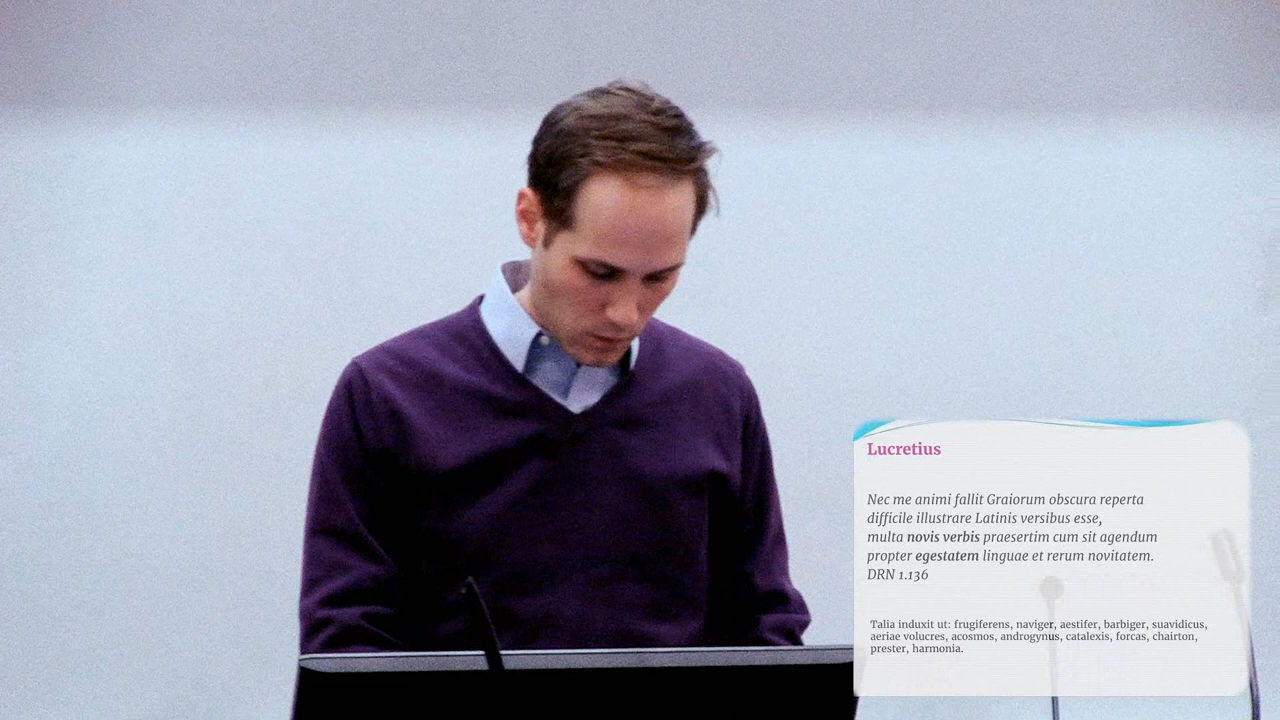 Lucretius
Nec me animi fallit Graiorum obscura reperta
difficile illustrare Latinis versibus esse,
multa novis verbis praesertim cum sit agendum
propter egestatem linguae et rerum novitatem.
DRN 1.136
Talia induxit ut: frugiferens, naviger, aestifer, barbiger, suavidicus,
aeriae volucres, acosmos, androgynus, catalexis, forcas, chairton,
prester, harmonia.